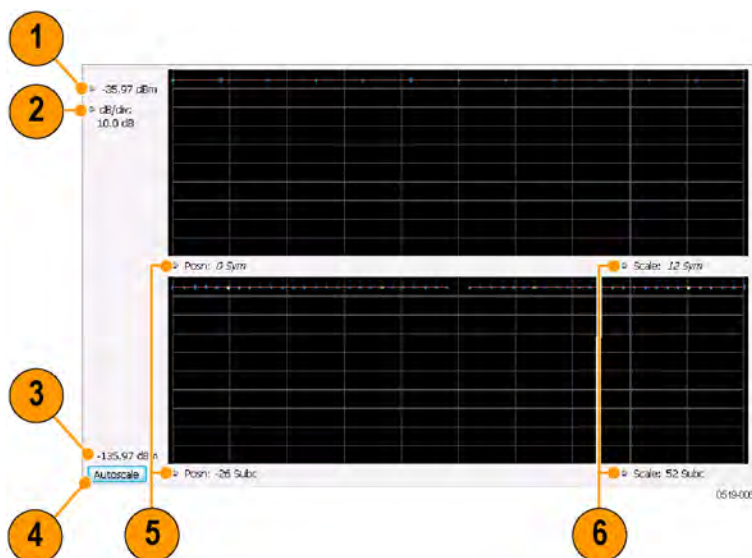 1
-35.97 dBm
2
dB/div:
10.0 dB
Posn: 0 Sym
Scale: 12 Sym
3
-135.97 dBm
Autoscale
Posn: -26 Subc
Scale: 52 Subc
4
5
6